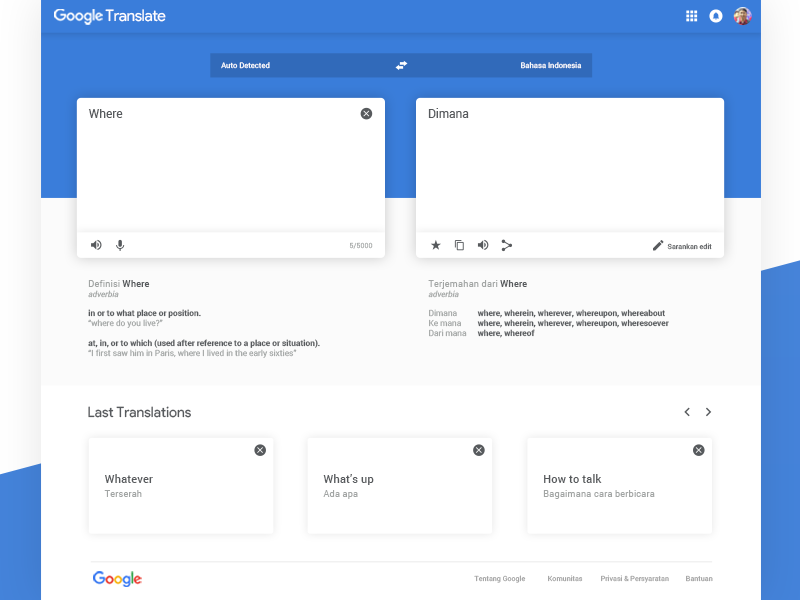 Google Translate
Auto Detected
Bahasa Indonesia
Where
Dimana
5/5000
Sarankan edit
Definisi Where
adverbia
in or to what place or position.
“where do you live?”
at, in, or to which (used after reference to a place or situation).
“I first saw him in Paris, where I lived in the early sixties”
Terjemahan dari Where
adverbia
Dimana where, wherein, wherever, whereupon, whereabout
Ke mana where, wherein, wherever, whereupon, wheresoever
Dari mana where, whereof
Last Translations
Whatever
Terserah
What's up
Ada apa
How to talk
Bagaimana cara berbicara
Google
Tentang Google
Komunitas
Privasi & Persyaratan
Bantuan